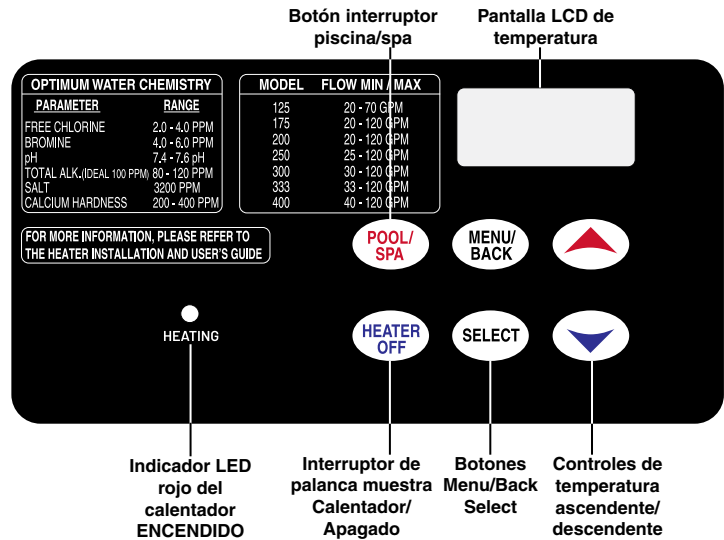 Botón interruptor
piscina/spa
Pantalla LCD de
temperatura
OPTIMUM WATER CHEMISTRY
PARAMETER RANGE
FREE CHLORINE 2.0 - 4.0 PPM
BROMINE 4.0 - 6.0 PPM
pH 7.4 - 7.6 pH
TOTAL ALK.(IDEAL 100 PPM) 80 - 120 PPM
SALT 3200 PPM
CALCIUM HARDNESS 200 - 400 PPM
MODEL FLOW MIN / MAX
125 20 - 70 GPM
175 20 - 120 GPM
200 20 - 120 GPM
250 25 - 120 GPM
300 30 - 120 GPM
333 33 - 120 GPM
400 40 - 120 GPM
FOR MORE INFORMATION, PLEASE REFER TO
THE HEATER INSTALLATION AND USER'S GUIDE
POOL/
SPA
MENU/
BACK
HEATING
HEATER
OFF
SELECT
Indicador LED
rojo del
calentador
ENCENDIDO
Interruptor de
palanca muestra
Calentador/
Apagado
Botones
Menu/Back
Select
Controles de
temperatura
ascendente/
descendente